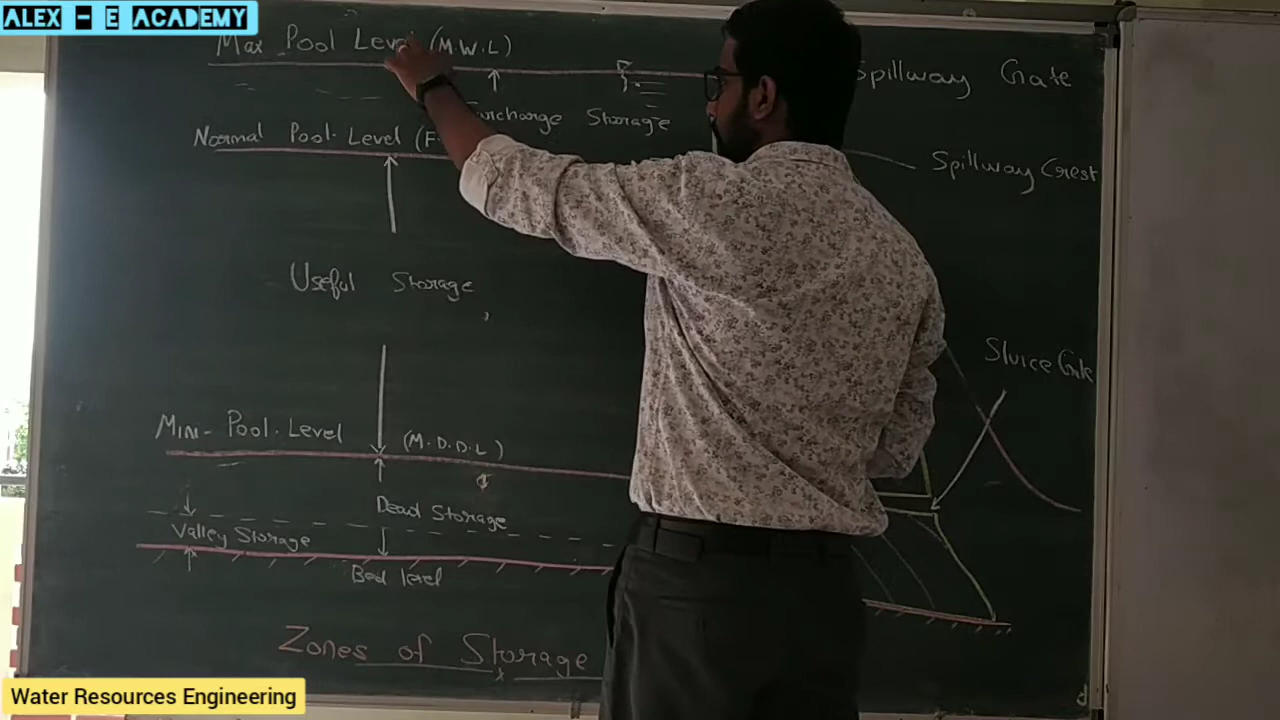 ALEX - E ACADEMY
Max Pool Level (M.W.L)
Spillway Gate
Surcharge Storage
Normal Pool. Level (F.
Spillway Crest
Useful Storage
Sluice Gate
Min- Pool. Level (M.D.D.L)
Dead Storage
Valley Storage
Bed level
Zones of Storage
Water Resources Engineering